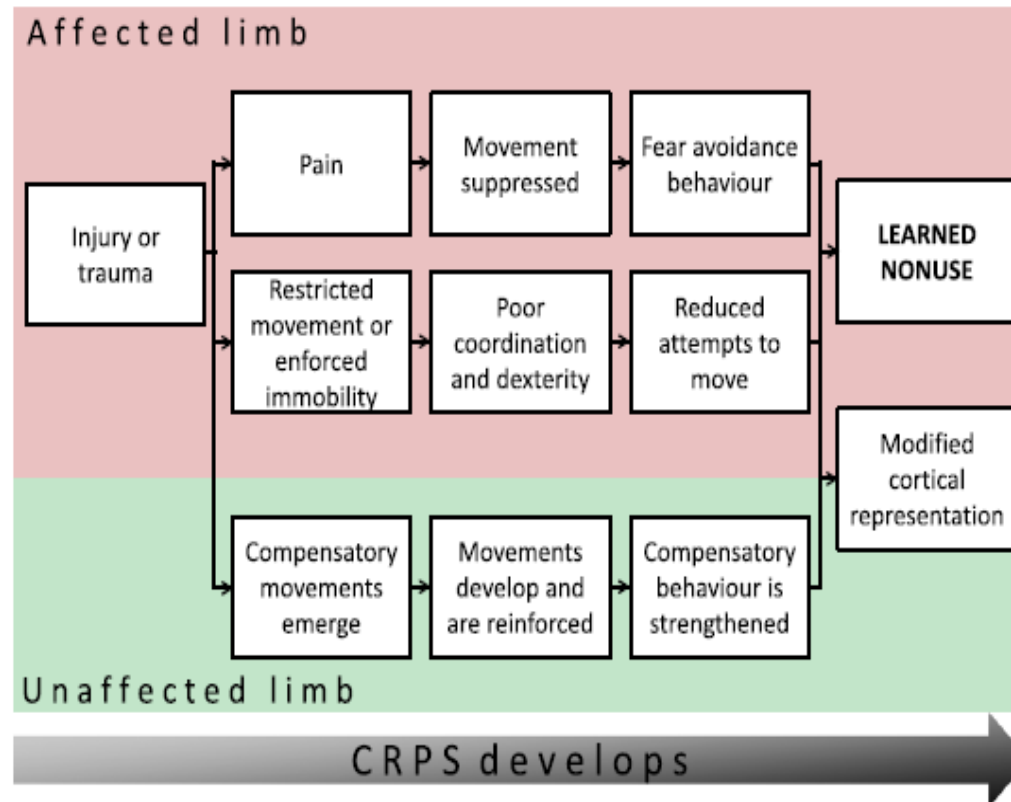 Affected limb
Pain
Movement
suppressed
Fear avoidance
behaviour
Injury or
trauma
LEARNED
NONUSE
Restricted
movement or
enforced
immobility
Poor
coordination
and dexterity
Reduced
attempts to
move
Modified
cortical
representation
Compensatory
movements
emerge
Movements
develop and
are reinforced
Compensatory
behaviour is
strengthened
Unaffected limb
CRPS develops